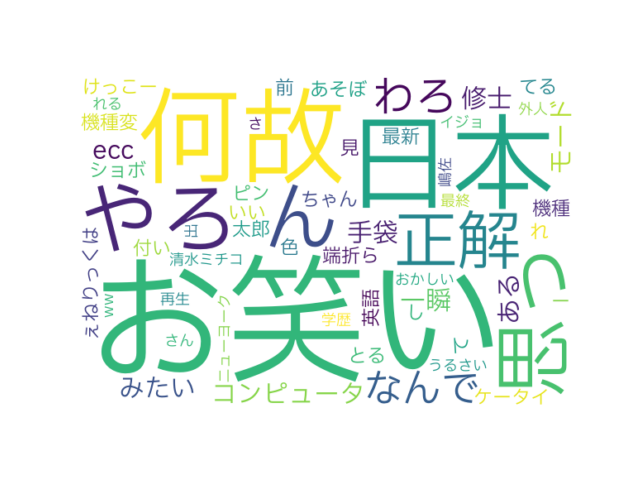 けっこー
れる
機種変
ecc
ショボ
何故
さ
前
あそぼ
見
わろ
修士
てる
外人
モード
最新
イジョ
嶋佐
日本
やろ
ん
ピン
いい
太郎
ちゃん
色
手袋
端折ら
正解
最終
ある
機種
れ
えねりっくは
付い
清水ミチコ
ww
再生
さん
ニューヨーク
お笑い
おかしい
英語
し
一瞬
思っ
学歴
とる
て
うるさい
みたい
コンピュータ
なんで
ケータイ